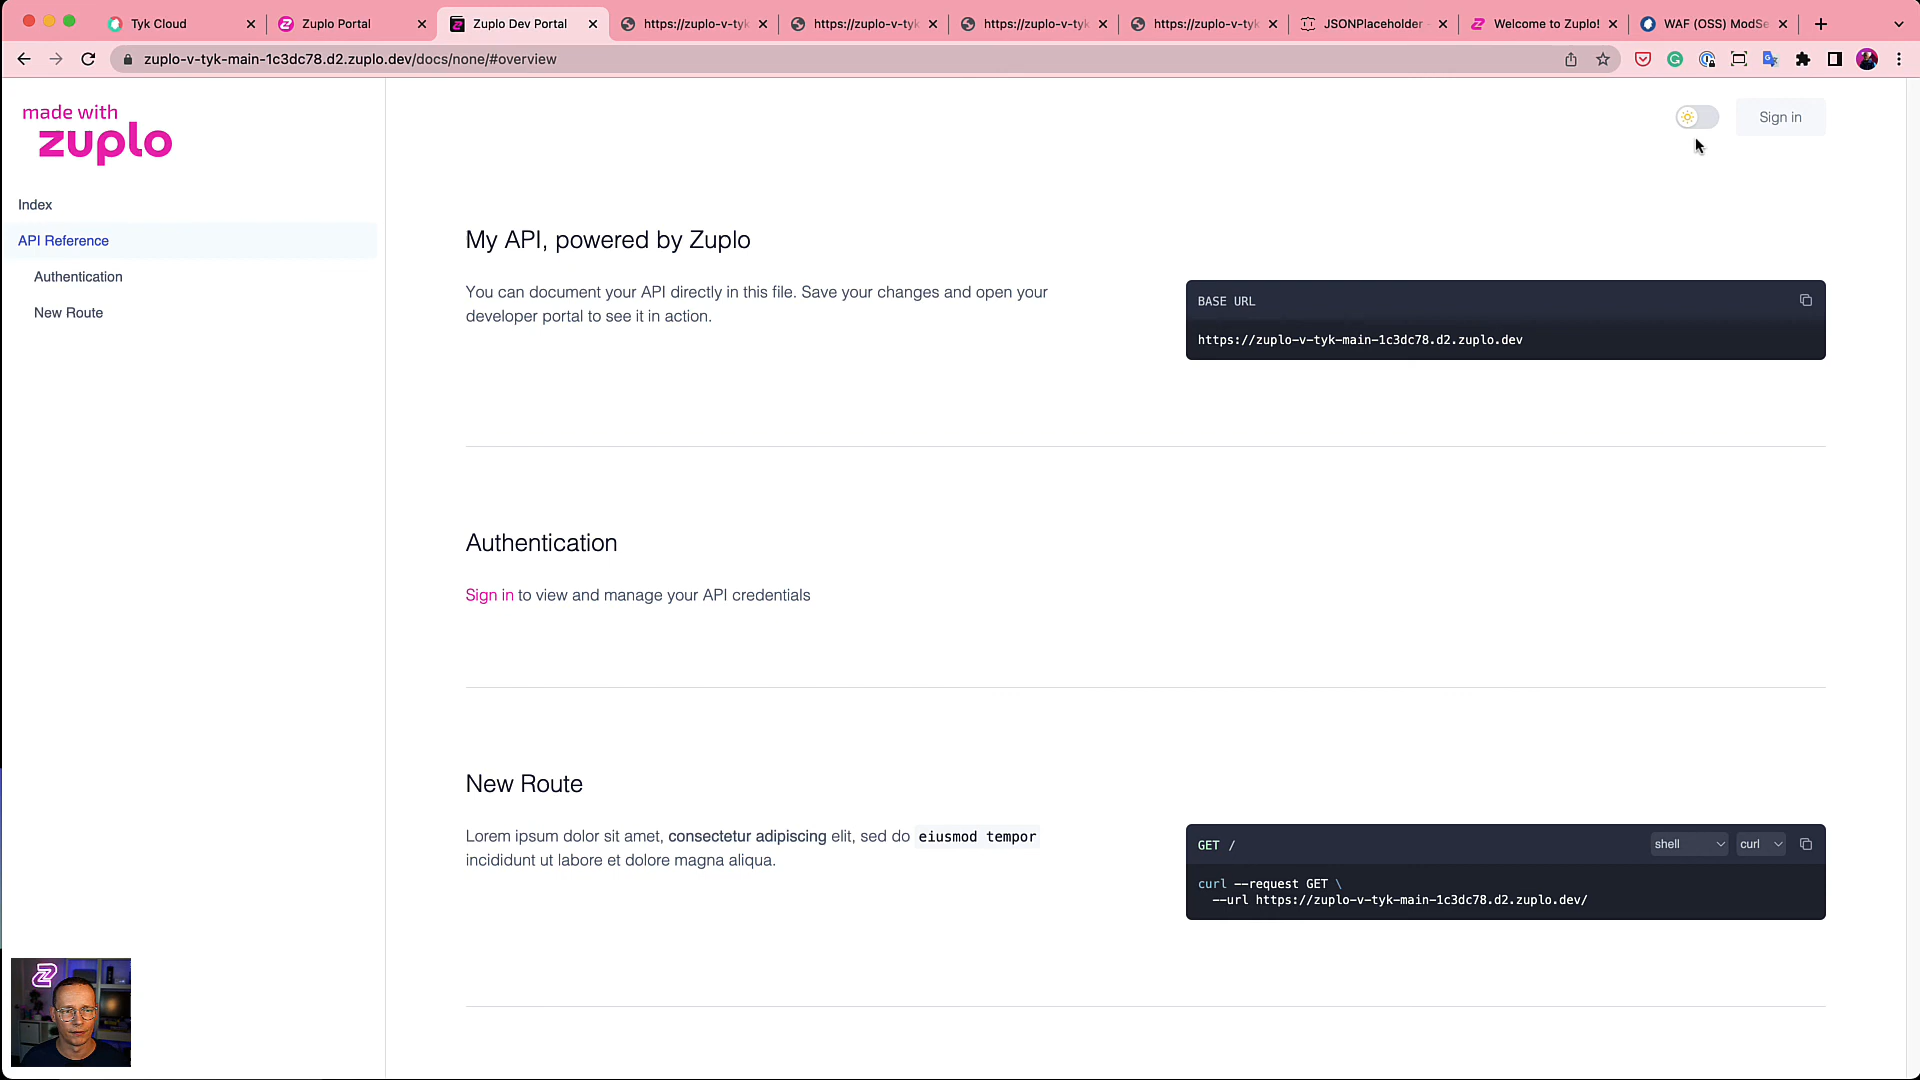 Tyk Cloud
Zuplo Portal
Zuplo Dev Portal
https://zuplo-v-tyk
https://zuplo-v-tyk
https://zuplo-v-tyk
https://zuplo-v-tyk
JSONPlaceholder -
Welcome to Zuplo!
WAF (OSS) ModSe
zuplo-v-tyk-main-1c3dc78.d2.zuplo.dev/docs/none/#overview
made with
zuplo
Sign in
Index
API Reference
Authentication
New Route
My API, powered by Zuplo
You can document your API directly in this file. Save your changes and open your
developer portal to see it in action.
BASE URL
https://zuplo-v-tyk-main-1c3dc78.d2.zuplo.dev
Authentication
Sign in to view and manage your API credentials
New Route
Lorem ipsum dolor sit amet, consectetur adipiscing elit, sed do eiusmod tempor
incididunt ut labore et dolore magna aliqua.
GET /
shell
curl
curl --request GET \
--url https://zuplo-v-tyk-main-1c3dc78.d2.zuplo.dev/